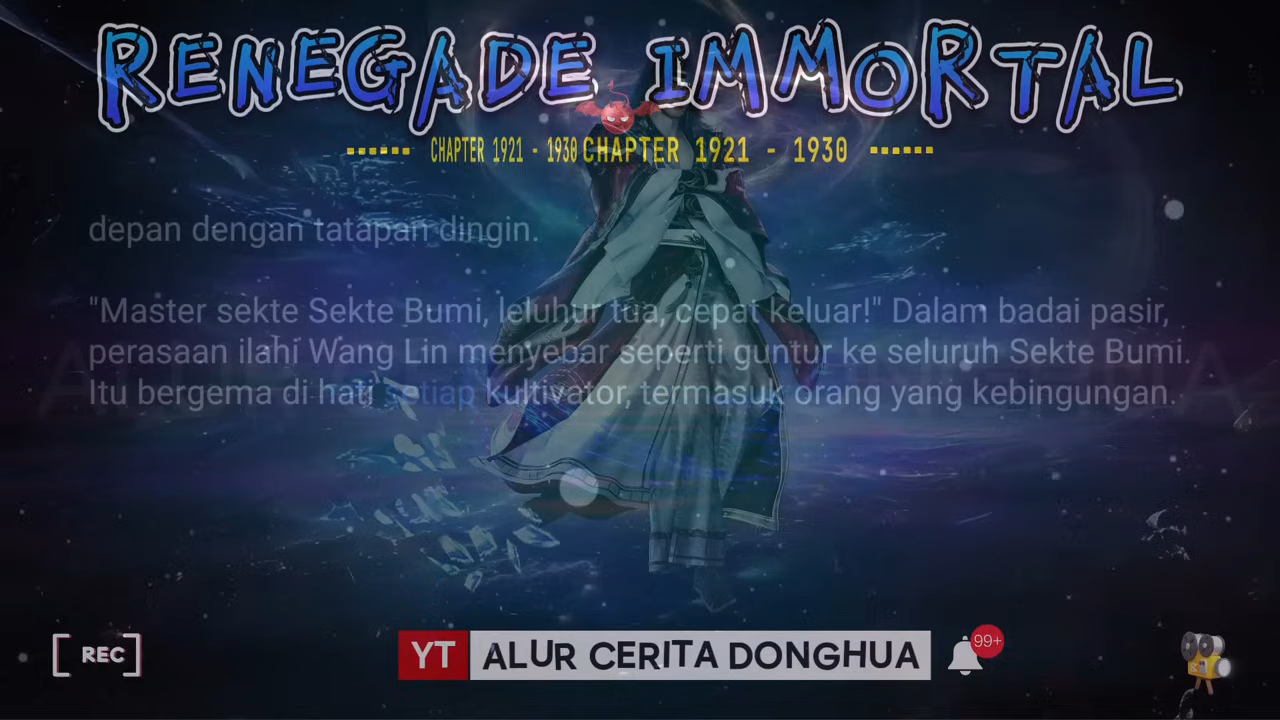 RENEGADE IMMORTAL
CHAPTER 1921 - 1930 CHAPTER 1921 - 1930
depan dengan tatapan dingin.
"Master sekte Sekte Bumi, leluhur tua, cepat keluar!" Dalam badai pasir,
perasaan ilahi Wang Lin menyebar seperti guntur ke seluruh Sekte Bumi.
Itu bergema di hati setiap kultivator, termasuk orang yang kebingungan.
REC
YT ALUR CERITA DONGHUA
99+